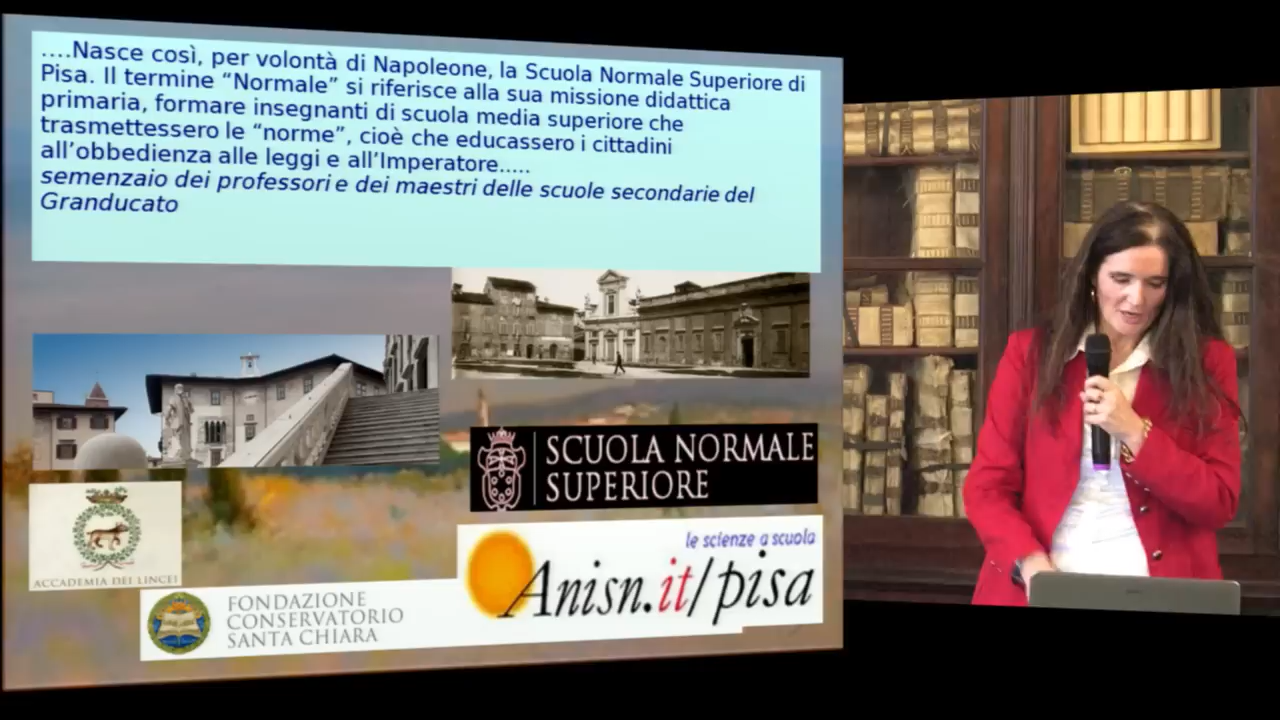 ....Nasce così, per volontà di Napoleone, la Scuola Normale Superiore di
Pisa. Il termine “Normale” si riferisce alla sua missione didattica
primaria, formare insegnanti di scuola media superiore che
trasmettessero le “norme”, cioè che educassero i cittadini
all’obbedienza alle leggi e all’Imperatore.....
semenzaio dei professori e dei maestri delle scuole secondarie del
Granducato
SCUOLA NORMALE
SUPERIORE
ACCADEMIA DEI LINCEI
le scienze a scuola
Anisn.it/pisa
FONDAZIONE
CONSERVATORIO
SANTA CHIARA